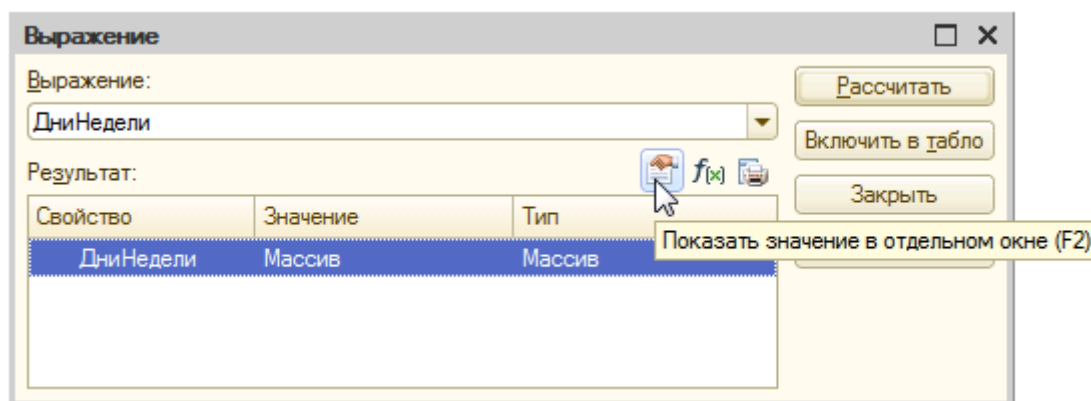 Выражение
Выражение:
Рассчитать
ДниНедели
Включить в табло
Результат:
f(x)
Закрыть
Свойство Значение Тип
Показать значение в отдельном окне (F2)
ДниНедели Массив Массив